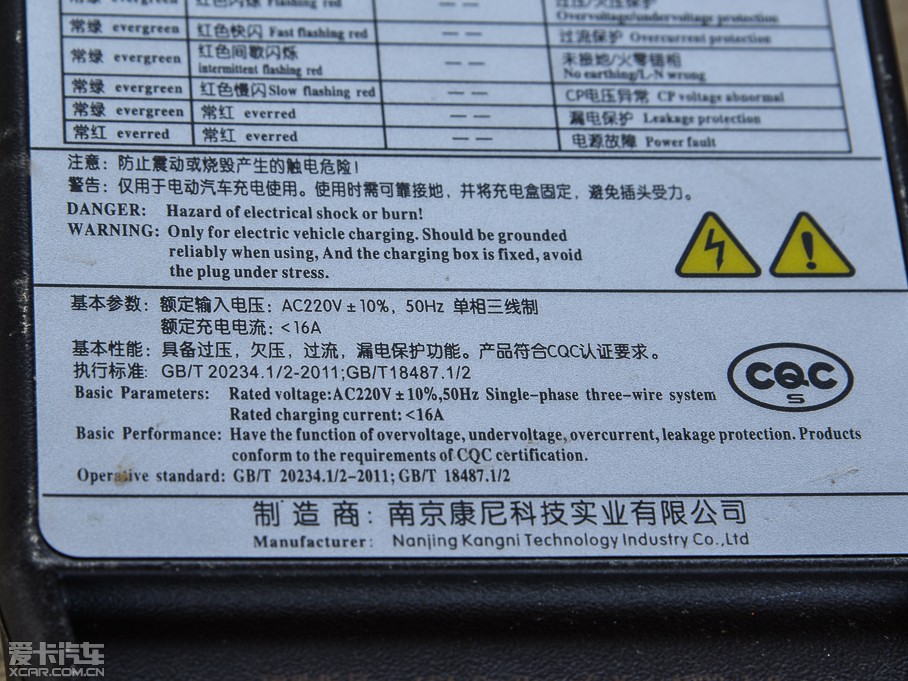 常绿 evergreen 红色快闪 Fast flashing red —— 过流保护 Overcurrent protection
Overvoltage/undervoltage protection
常绿 evergreen 红色间歇闪烁 intermittent flashing red —— 未接地/火零错相 No earthing/L-N wrong
常绿 evergreen 红色慢闪 Slow flashing red —— CP电压异常 CP voltage abnormal
常绿 evergreen 常红 everred —— 漏电保护 Leakage protection
常红 everred 常红 everred —— 电源故障 Power fault
注意：防止震动或烧毁产生的触电危险！
警告：仅用于电动汽车充电使用。使用时需可靠接地，并将充电盒固定，避免插头受力。
DANGER: Hazard of electrical shock or burn!
WARNING: Only for electric vehicle charging. Should be grounded
reliably when using, And the charging box is fixed, avoid
the plug under stress.
基本参数：额定输入电压：AC220V±10%，50Hz 单相三线制
额定充电电流：<16A
基本性能：具备过压，欠压，过流，漏电保护功能。产品符合CQC认证要求。
执行标准：GB/T 20234.1/2-2011;GB/T18487.1/2
CQC
S
Basic Parameters: Rated voltage:AC220V±10%,50Hz Single-phase three-wire system
Rated charging current:<16A
Basic Performance: Have the function of overvoltage, undervoltage, overcurrent, leakage protection. Products
conform to the requirements of CQC certification.
Operative standard: GB/T 20234.1/2-2011; GB/T 18487.1/2
制造商：南京康尼科技实业有限公司
Manufacturer: Nanjing Kangni Technology Industry Co.,Ltd
爱卡汽车
XCAR.COM.CN